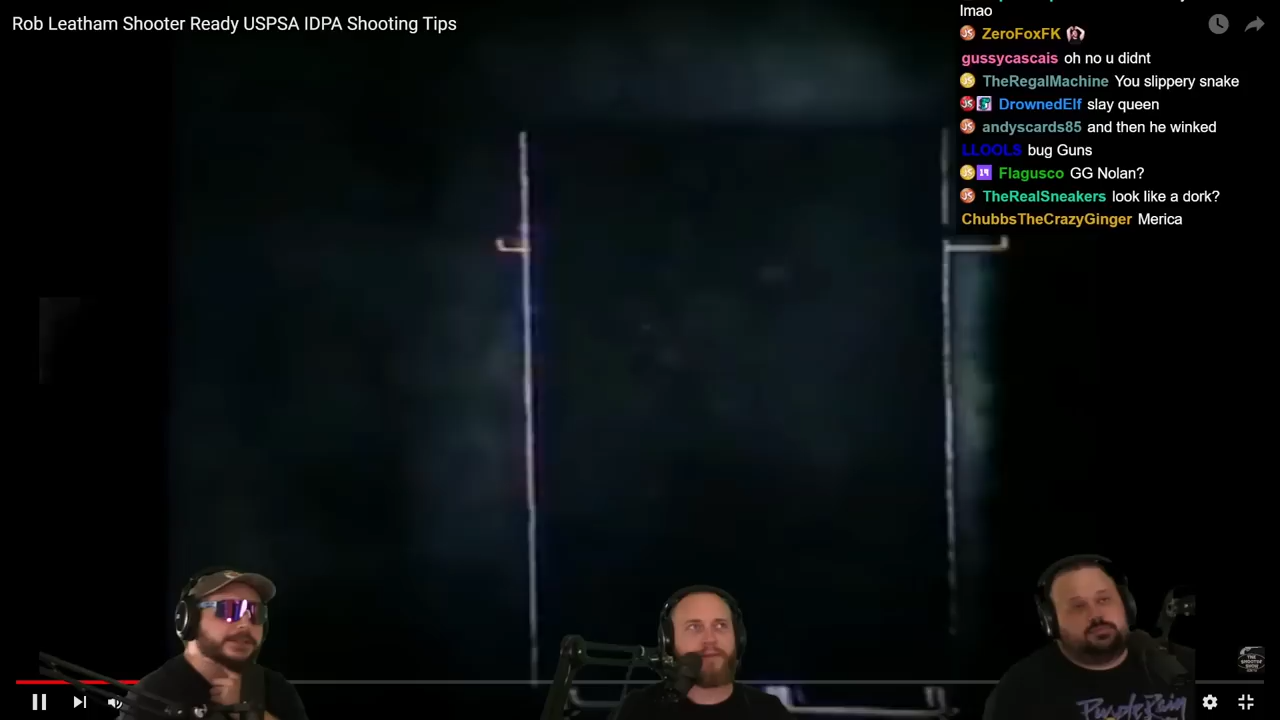 Rob Leatham Shooter Ready USPSA IDPA Shooting Tips
lmao
ZeroFoxFK
gussycascais oh no u didnt
TheRegalMachine You slippery snake
DrownedElf slay queen
andyscards85 and then he winked
LLOOLS bug Guns
Flagusco GG Nolan?
TheRealSneakers look like a dork?
ChubbsTheCrazyGinger Merica
Purple Rain